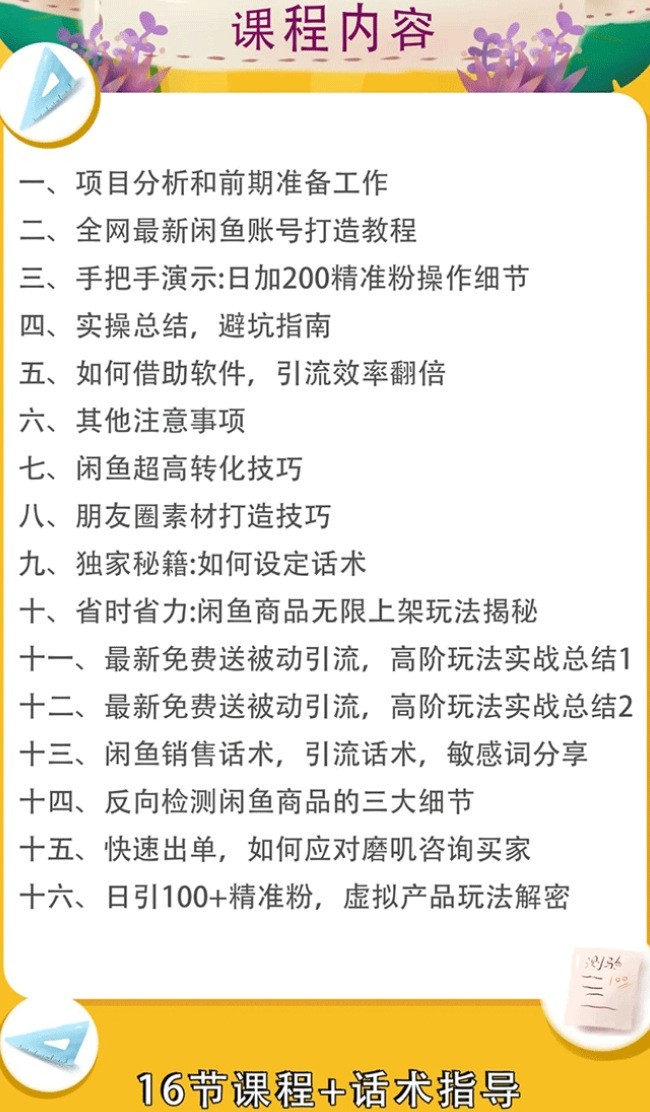 课程内容
一、项目分析和前期准备工作
二、全网最新闲鱼账号打造教程
三、手把手演示:日加200精准粉操作细节
四、实操总结，避坑指南
五、如何借助软件，引流效率翻倍
六、其他注意事项
七、闲鱼超高转化技巧
八、朋友圈素材打造技巧
九、独家秘籍:如何设定话术
十、省时省力:闲鱼商品无限上架玩法揭秘
十一、最新免费送被动引流，高阶玩法实战总结1
十二、最新免费送被动引流，高阶玩法实战总结2
十三、闲鱼销售话术，引流话术，敏感词分享
十四、反向检测闲鱼商品的三大细节
十五、快速出单，如何应对磨叽咨询买家
十六、日引100+精准粉，虚拟产品玩法解密
测验
100
16节课程+话术指导